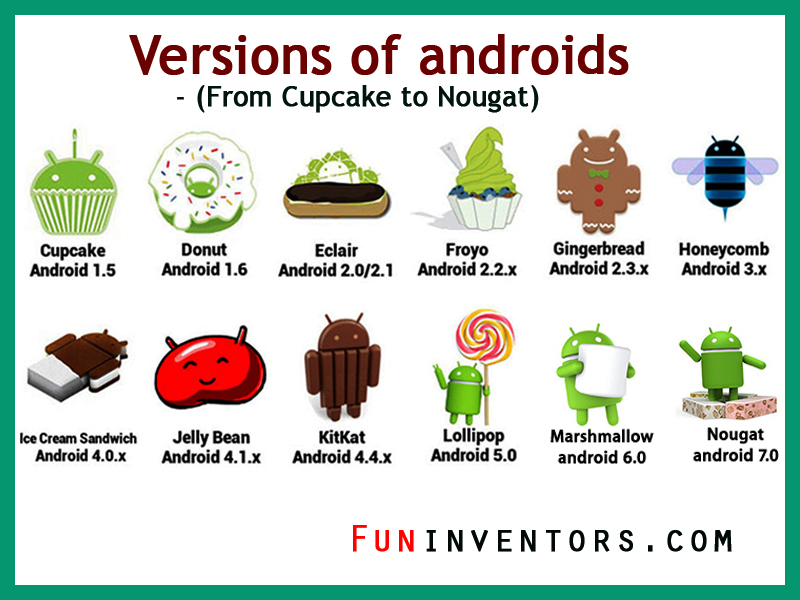 Versions of androids
- (From Cupcake to Nougat)
Cupcake
Android 1.5
Donut
Android 1.6
Eclair
Android 2.0/2.1
Froyo
Android 2.2.x
Gingerbread
Android 2.3.x
Honeycomb
Android 3.x
Ice Cream Sandwich
Android 4.0.x
Jelly Bean
Android 4.1.x
KitKat
Android 4.4.x
Lollipop
Android 5.0
Marshmallow
android 6.0
Nougat
android 7.0
Funinventors.com